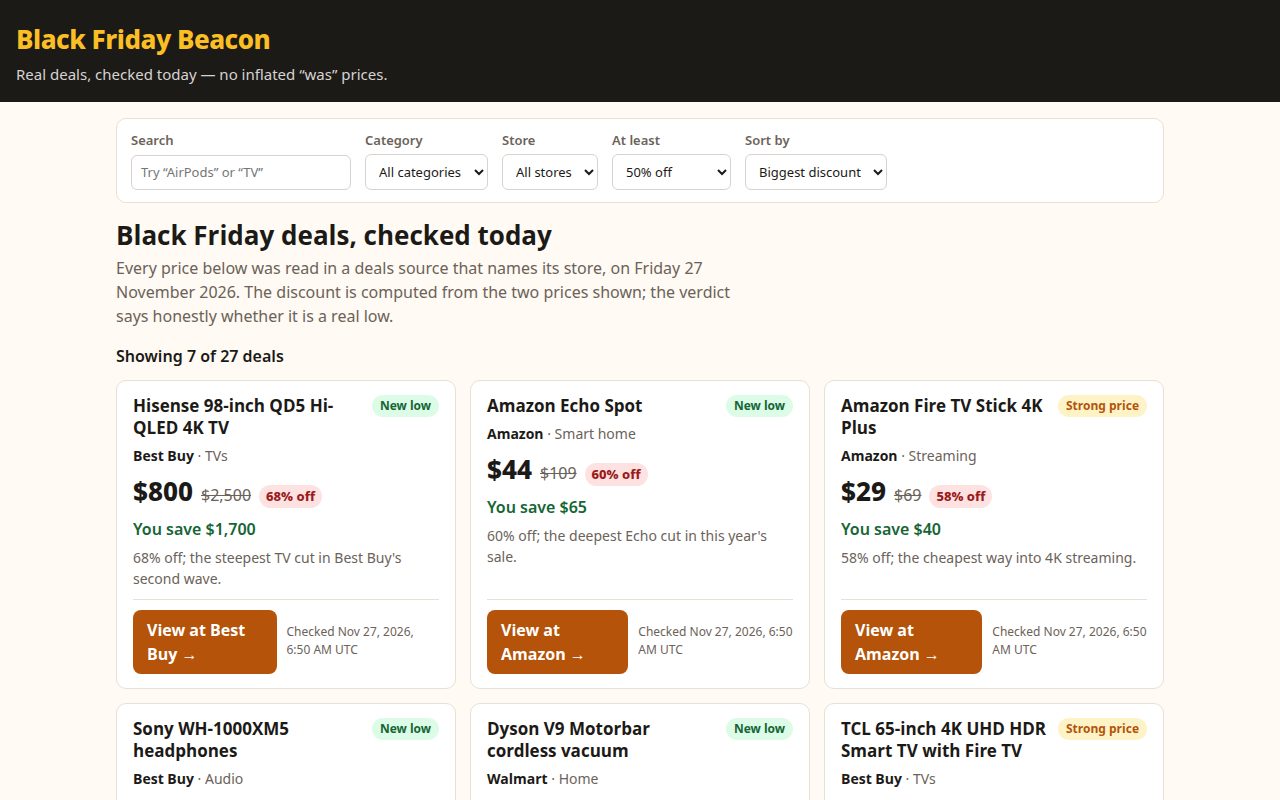 Black Friday Beacon
Real deals, checked today — no inflated “was” prices.
Search
Category
Store
At least
Sort by
Try “AirPods” or “TV”
All categories
All stores
50% off
Biggest discount
Black Friday deals, checked today
Every price below was read in a deals source that names its store, on Friday 27
November 2026. The discount is computed from the two prices shown; the verdict
says honestly whether it is a real low.
Showing 7 of 27 deals
Hisense 98-inch QD5 Hi-
QLED 4K TV
New low
Best Buy · TVs
$800 $2,500 68% off
You save $1,700
68% off; the steepest TV cut in Best Buy's
second wave.
View at Best
Buy →
Checked Nov 27, 2026,
6:50 AM UTC
Amazon Echo Spot
New low
Amazon · Smart home
$44 $109 60% off
You save $65
60% off; the deepest Echo cut in this year's
sale.
View at
Amazon →
Checked Nov 27, 2026, 6:50
AM UTC
Amazon Fire TV Stick 4K
Plus
Strong price
Amazon · Streaming
$29 $69 58% off
You save $40
58% off; the cheapest way into 4K streaming.
View at
Amazon →
Checked Nov 27, 2026, 6:50
AM UTC
Sony WH-1000XM5
headphones
New low
Best Buy · Audio
Dyson V9 Motorbar
cordless vacuum
New low
Walmart · Home
TCL 65-inch 4K UHD HDR
Smart TV with Fire TV
Strong price
Best Buy · TVs